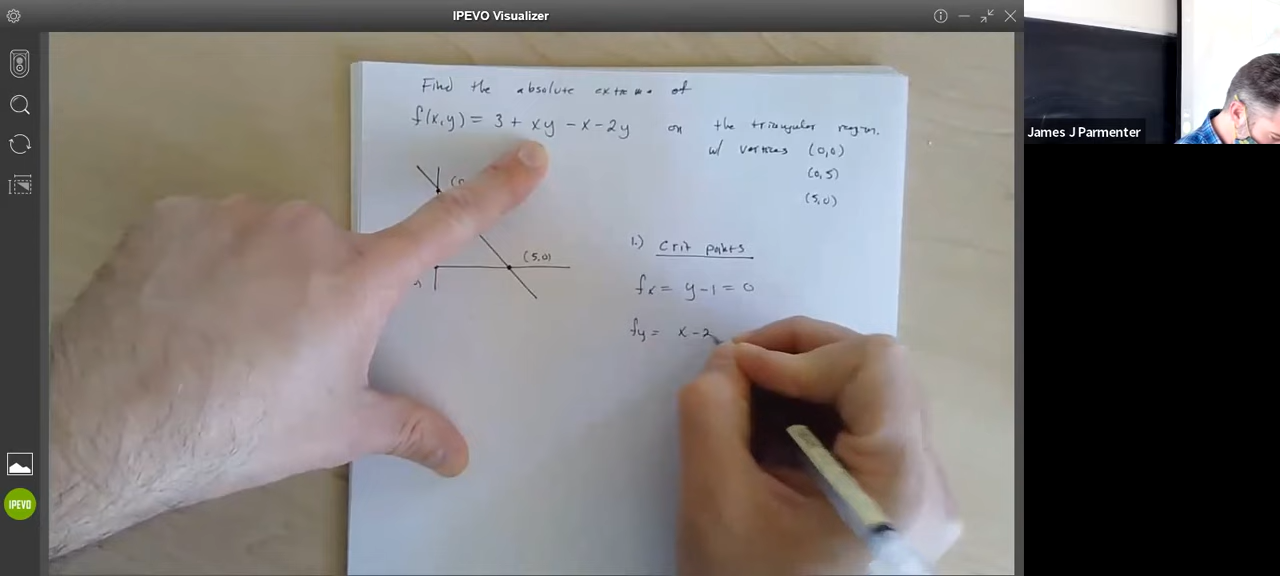 IPEVO Visualizer
James J Parmenter
Find the absolute extrema of
f(x,y) = 3 + xy - x - 2y on the triangular region.
w/ vertices (0,0)
(0,5)
(5,0)
(5,0)
1.) Crit points
fx = y-1 = 0
fy = x-2
IPEVO